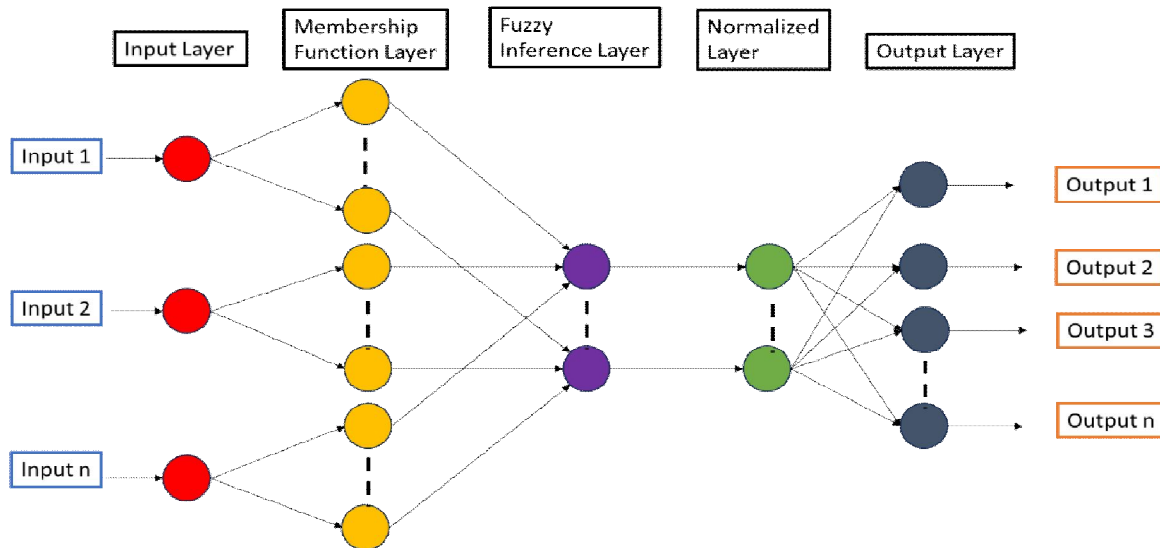 Input Layer
Membership
Function Layer
Fuzzy
Inference Layer
Normalized
Layer
Output Layer
Input 1
Input 2
Input n
Output 1
Output 2
Output 3
Output n